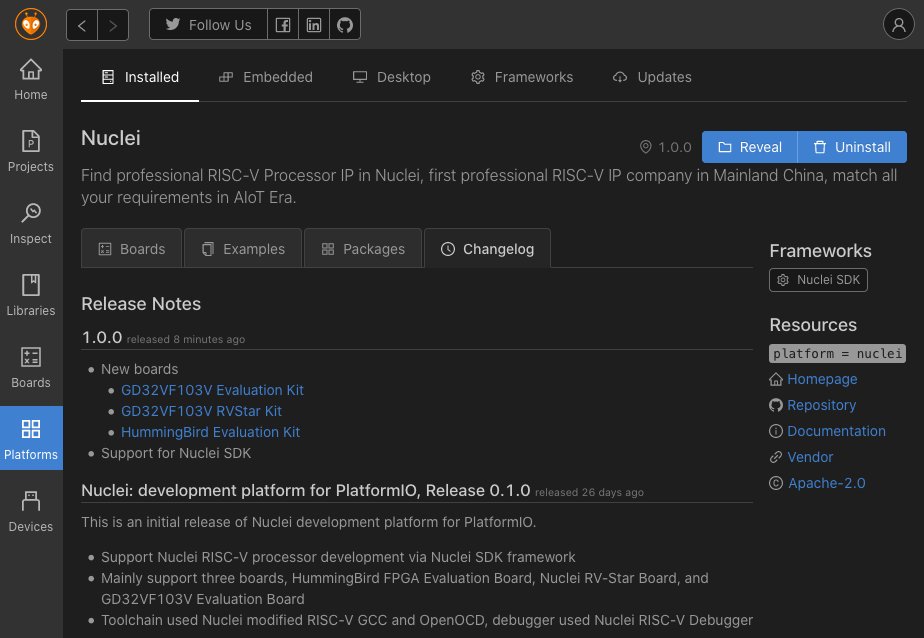 Follow Us
Home
Projects
Inspect
Libraries
Boards
Platforms
Devices
Installed
Embedded
Desktop
Frameworks
Updates
Nuclei
1.0.0
Reveal
Uninstall
Find professional RISC-V Processor IP in Nuclei, first professional RISC-V IP company in Mainland China, match all
your requirements in AIoT Era.
Boards
Examples
Packages
Changelog
Release Notes
1.0.0 released 8 minutes ago
• New boards
• GD32VF103V Evaluation Kit
• GD32VF103V RVStar Kit
• HummingBird Evaluation Kit
• Support for Nuclei SDK
Nuclei: development platform for PlatformIO, Release 0.1.0 released 26 days ago
This is an initial release of Nuclei development platform for PlatformIO.
• Support Nuclei RISC-V processor development via Nuclei SDK framework
• Mainly support three boards, HummingBird FPGA Evaluation Board, Nuclei RV-Star Board, and
GD32VF103V Evaluation Board
• Toolchain used Nuclei modified RISC-V GCC and OpenOCD, debugger used Nuclei RISC-V Debugger
Frameworks
Nuclei SDK
Resources
platform = nuclei
Homepage
Repository
Documentation
Vendor
Apache-2.0